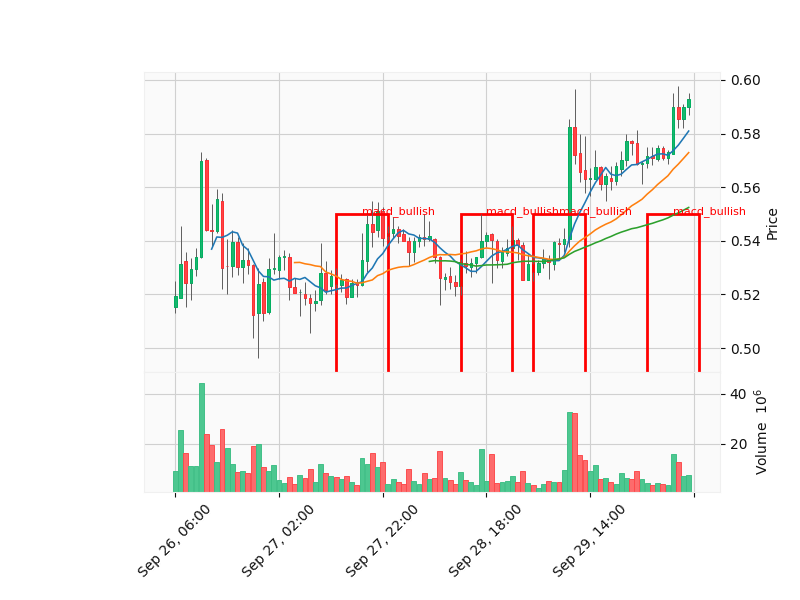 0.60
0.58
0.56
0.54
0.52
0.50
Price
macd_bullish
macd_bullish
macd_bullish
macd_bullish
40
20
Volume 10^6
Sep 26, 06:00
Sep 27, 02:00
Sep 27, 22:00
Sep 28, 18:00
Sep 29, 14:00